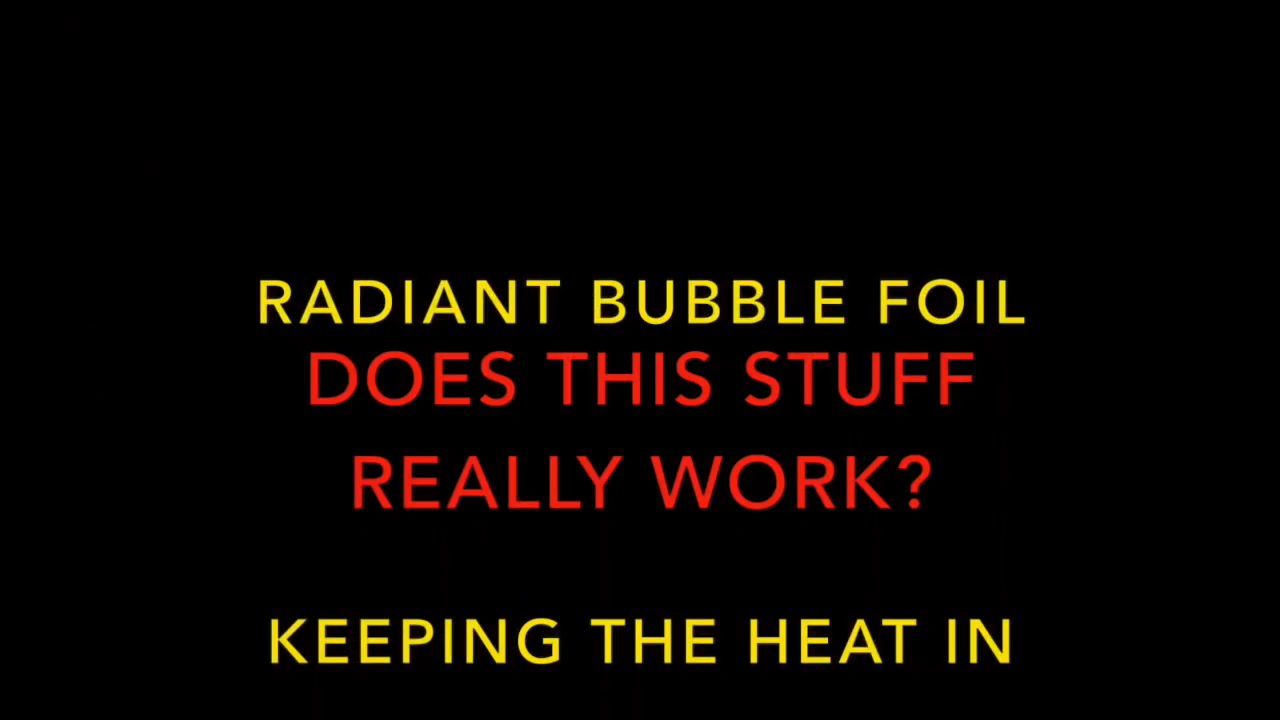 RADIANT BUBBLE FOIL
DOES THIS STUFF
REALLY WORK?
KEEPING THE HEAT IN